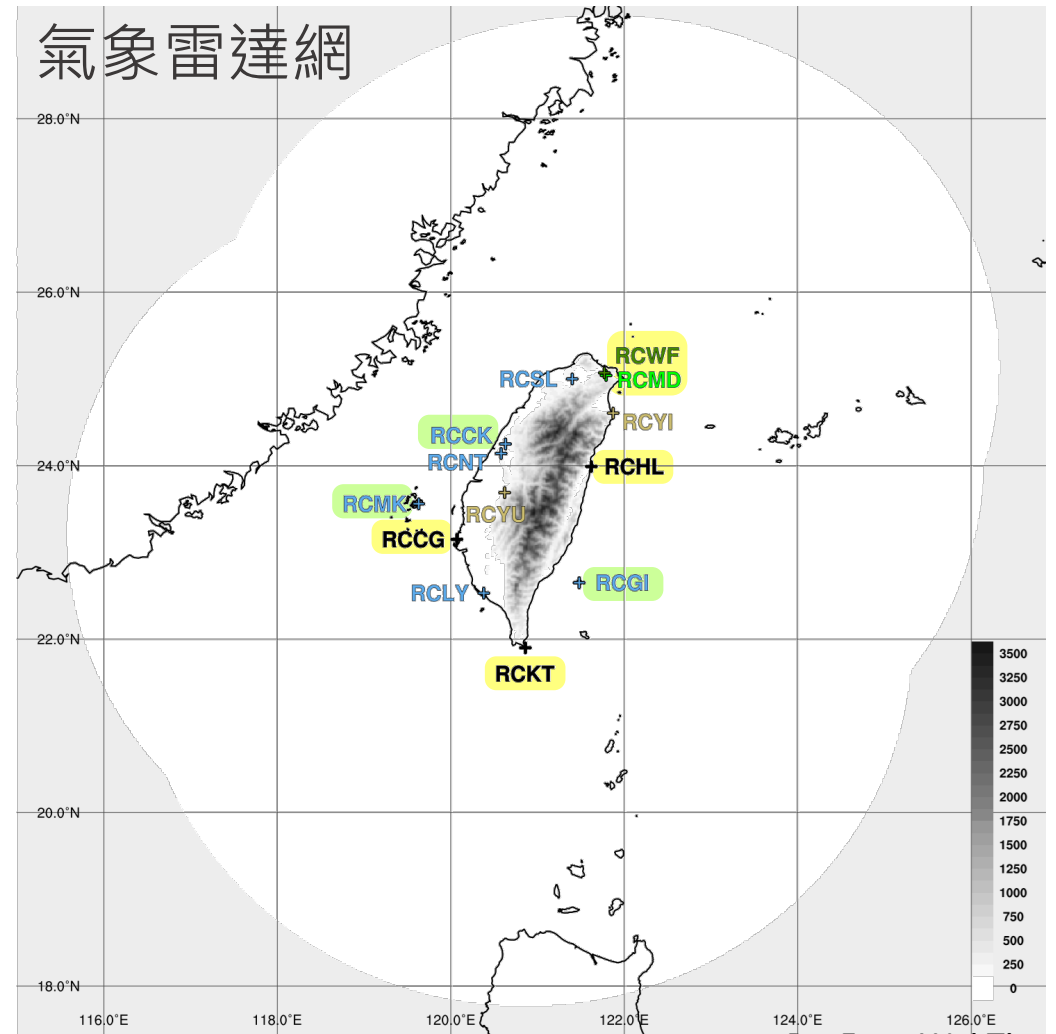 氣象雷達網
28.0°N
26.0°N
RCWF
RCSL
RCMD
RCYI
RCCK
RCNT
24.0°N
RCHL
RCMK
RCYU
RCCG
RCGI
RCLY
22.0°N
RCKT
3500
3250
3000
2750
2500
2250
2000
20.0°N
1750
1500
1250
1000
750
500
250
18.0°N
0
116.0°E 118.0°E 120.0°E 122.0°E 124.0°E 126.0°E